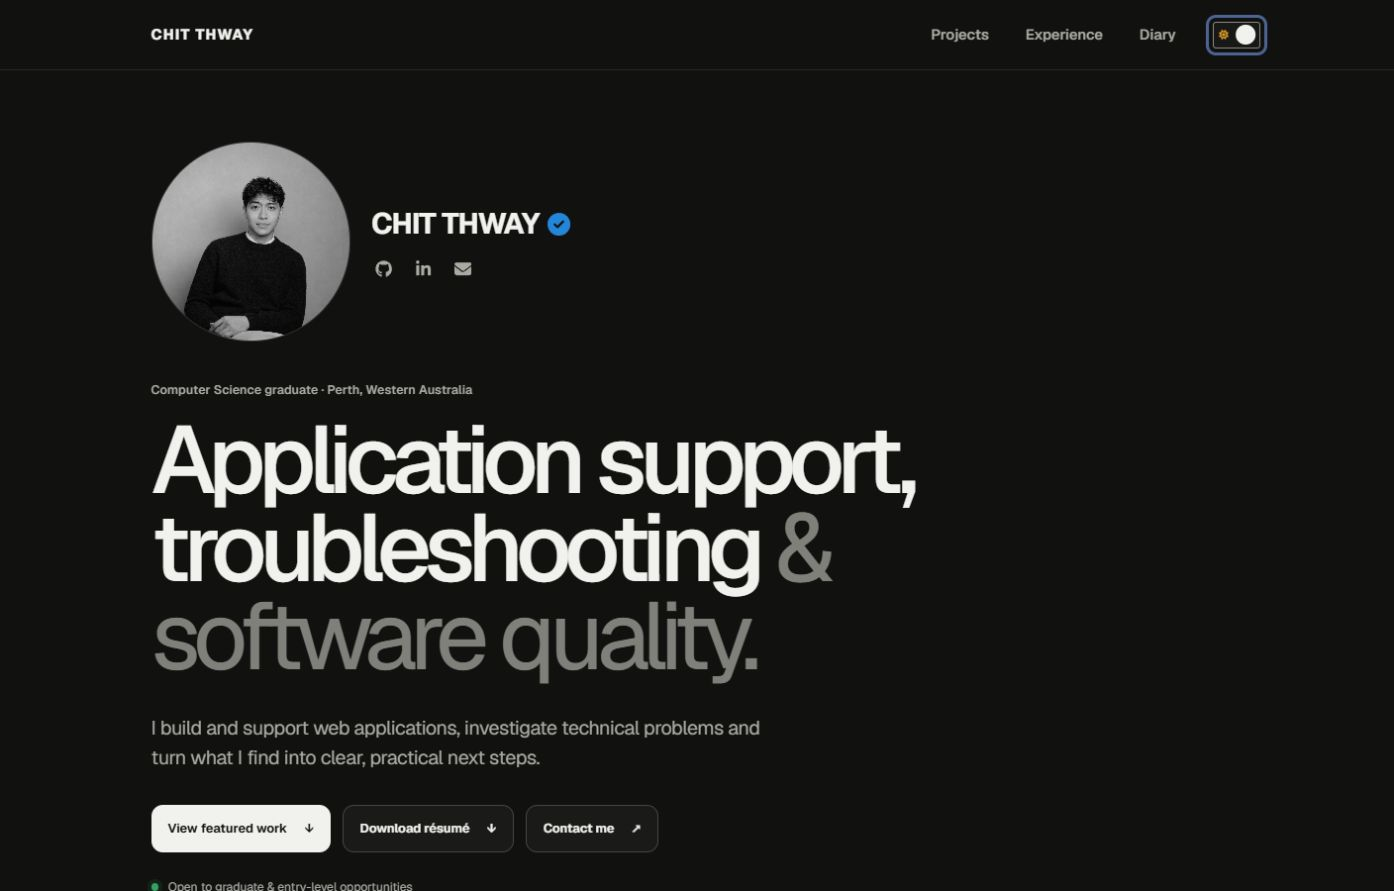 CHIT THWAY
Projects
Experience
Diary
CHIT THWAY
Computer Science graduate · Perth, Western Australia
Application support,
troubleshooting &
software quality.
I build and support web applications, investigate technical problems and
turn what I find into clear, practical next steps.
View featured work ↓
Download résumé ↓
Contact me ↗
Open to graduate & entry-level opportunities